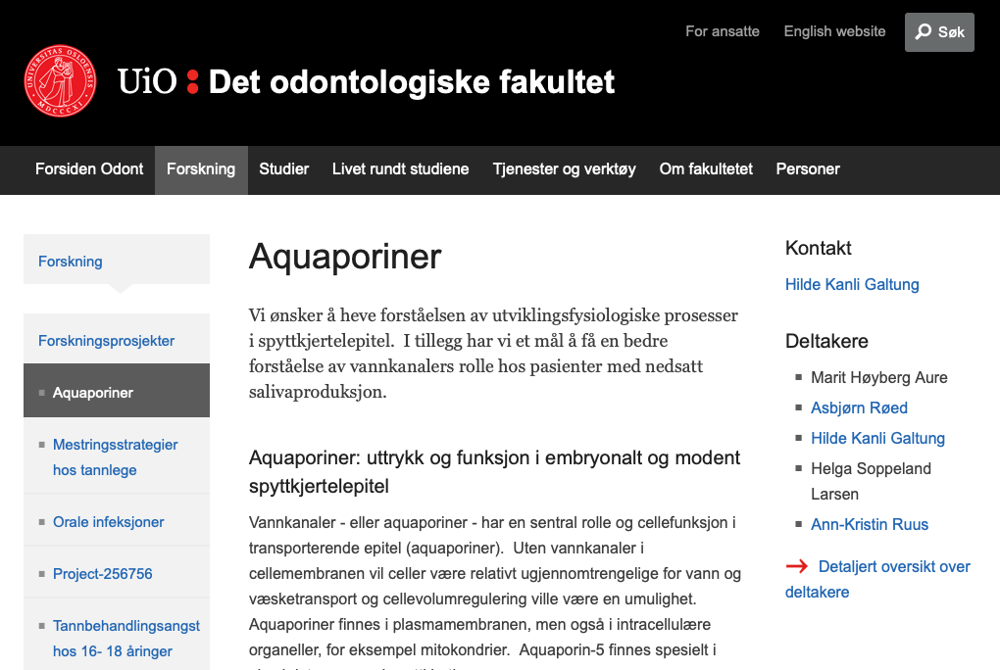 For ansatte
English website
Søk
UNIVERSITAS OSLOENSIS
MDCCCXI
UiO : Det odontologiske fakultet
Forsiden Odont
Forskning
Studier
Livet rundt studiene
Tjenester og verktøy
Om fakultetet
Personer
Forskning
Forskningsprosjekter
Aquaporiner
Mestringsstrategier
hos tannlege
Orale infeksjoner
Project-256756
Tannbehandlingsangst
hos 16- 18 åringer
Aquaporiner
Vi ønsker å heve forståelsen av utviklingsfysiologiske prosesser
i spyttkjertelepitel.  I tillegg har vi et mål å få en bedre
forståelse av vannkanalers rolle hos pasienter med nedsatt
salivaproduksjon.
Aquaporiner: uttrykk og funksjon i embryonalt og modent
spyttkjertelepitel
Vannkanaler - eller aquaporiner - har en sentral rolle og cellefunksjon i
transporterende epitel (aquaporiner).  Uten vannkanaler i
cellemembranen vil celler være relativt ugjennomtrengelige for vann og
væsketransport og cellevolumregulering ville være en umulighet.
Aquaporiner finnes i plasmamembranen, men også i intracellulære
organeller, for eksempel mitokondrier.  Aquaporin-5 finnes spesielt i
Kontakt
Hilde Kanli Galtung
Deltakere
Marit Høyberg Aure
Asbjørn Røed
Hilde Kanli Galtung
Helga Soppeland
Larsen
Ann-Kristin Ruus
Detaljert oversikt over
deltakere